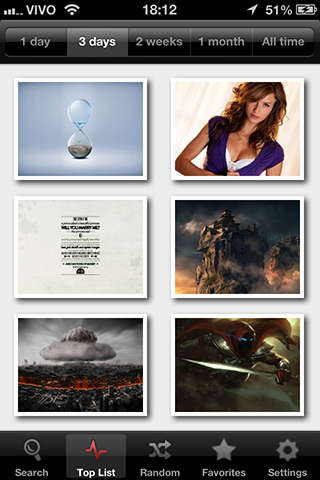 VIVO 18:12 51%
1 day 3 days 2 weeks 1 month All time
WILL YOU MARRY ME?
Search Top List Random Favorites Settings